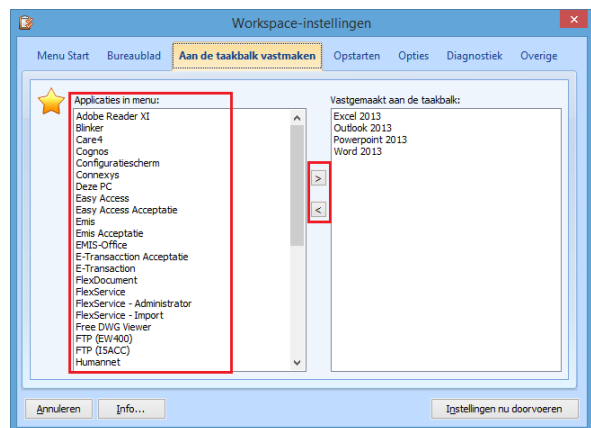 Workspace-instellingen
Menu Start Bureaublad Aan de taakbalk vastmaken Opstarten Opties Diagnostiek Overige
Applicaties in menu:
Adobe Reader XI
Blinker
Care4
Cognos
Configuratiescherm
Connexys
Deze PC
Easy Access
Easy Access Acceptatie
Emis
Emis Acceptatie
EMIS-Office
E-Transacction Acceptatie
E-Transaction
FlexDocument
FlexService
FlexService - Administrator
FlexService - Import
Free DWG Viewer
FTP (EW400)
FTP (ISACC)
Humannet
>
<
Vastgemaakt aan de taakbalk:
Excel 2013
Outlook 2013
Powerpoint 2013
Word 2013
Annuleren Info... Instellingen nu doorvoeren